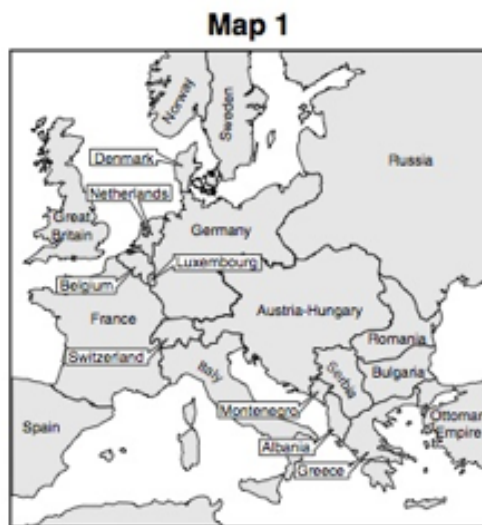 Map 1
Norway
Sweden
Russia
Denmark
Netherlands
Great
Britain
Germany
Luxembourg
Belgium
France
Austria-Hungary
Switzerland
Romania
Italy
Serbia
Bulgaria
Montenegro
Spain
Ottoman
Empire
Albania
Greece